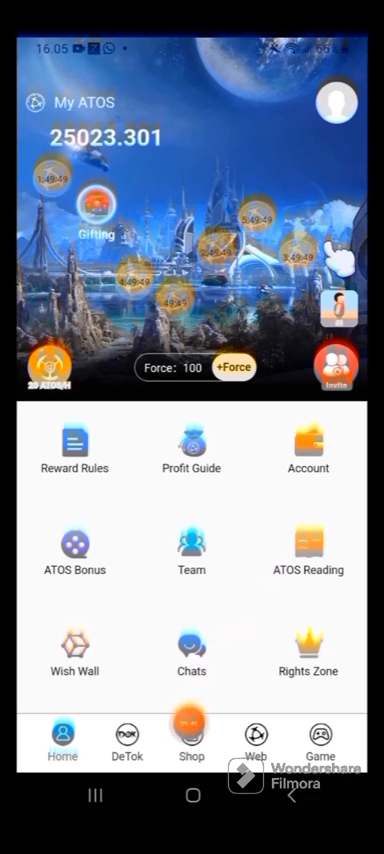 16.05
My ATOS
25023.301
1:49:49
Gifting
5:49:49
2:49:49
3:49:49
4:49:49
49:49
20 ATOS/H
Force: 100 +Force
Invite
Reward Rules Profit Guide Account
ATOS Bonus Team ATOS Reading
Wish Wall Chats Rights Zone
Home DeTok Shop Web Game
Wondershare
Filmora